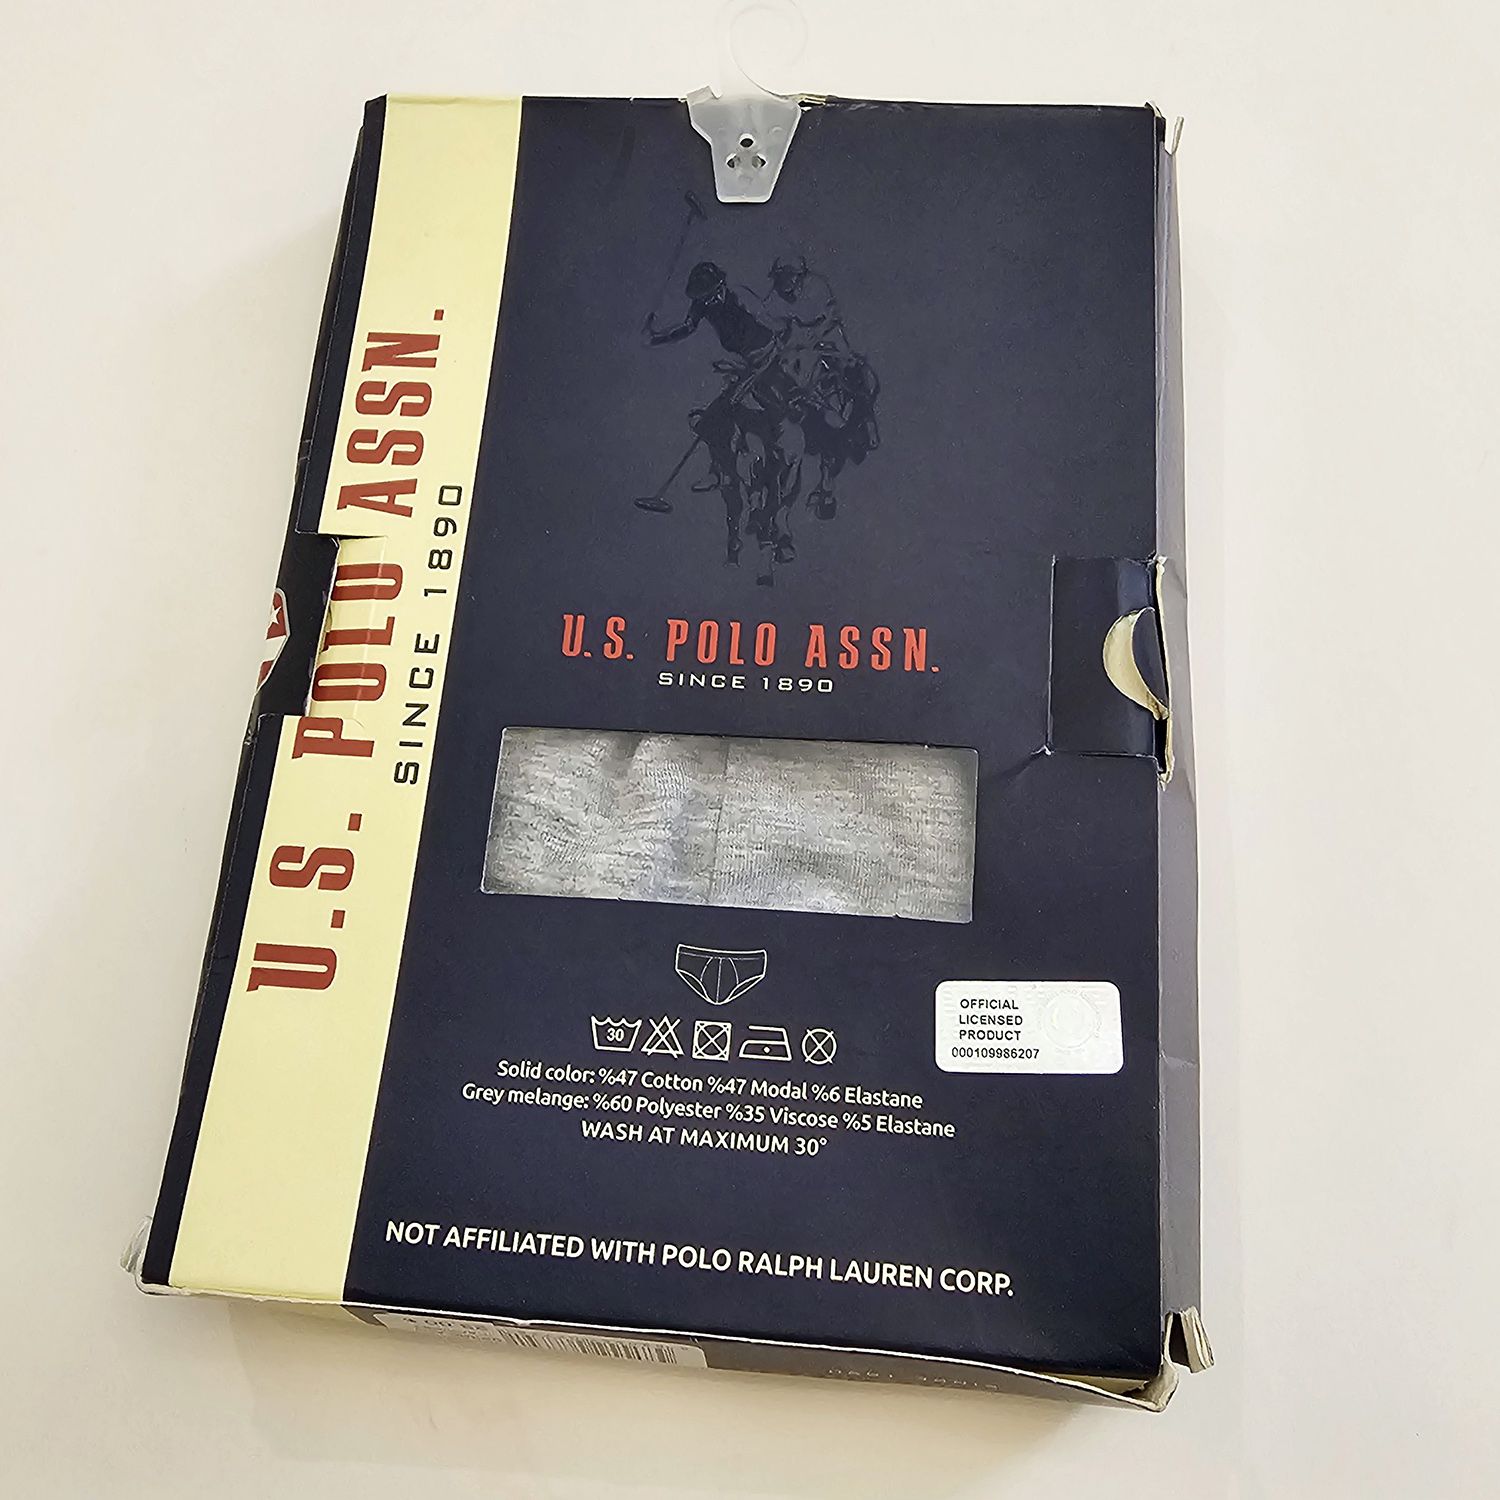 U.S. POLO ASSN.
SINCE 1890
U.S. POLO ASSN.
SINCE 1890
30
OFFICIAL
LICENSED
PRODUCT
000109986207
Solid color: %47 Cotton %47 Modal %6 Elastane
Grey melange: %60 Polyester %35 Viscose %5 Elastane
WASH AT MAXIMUM 30°
NOT AFFILIATED WITH POLO RALPH LAUREN CORP.